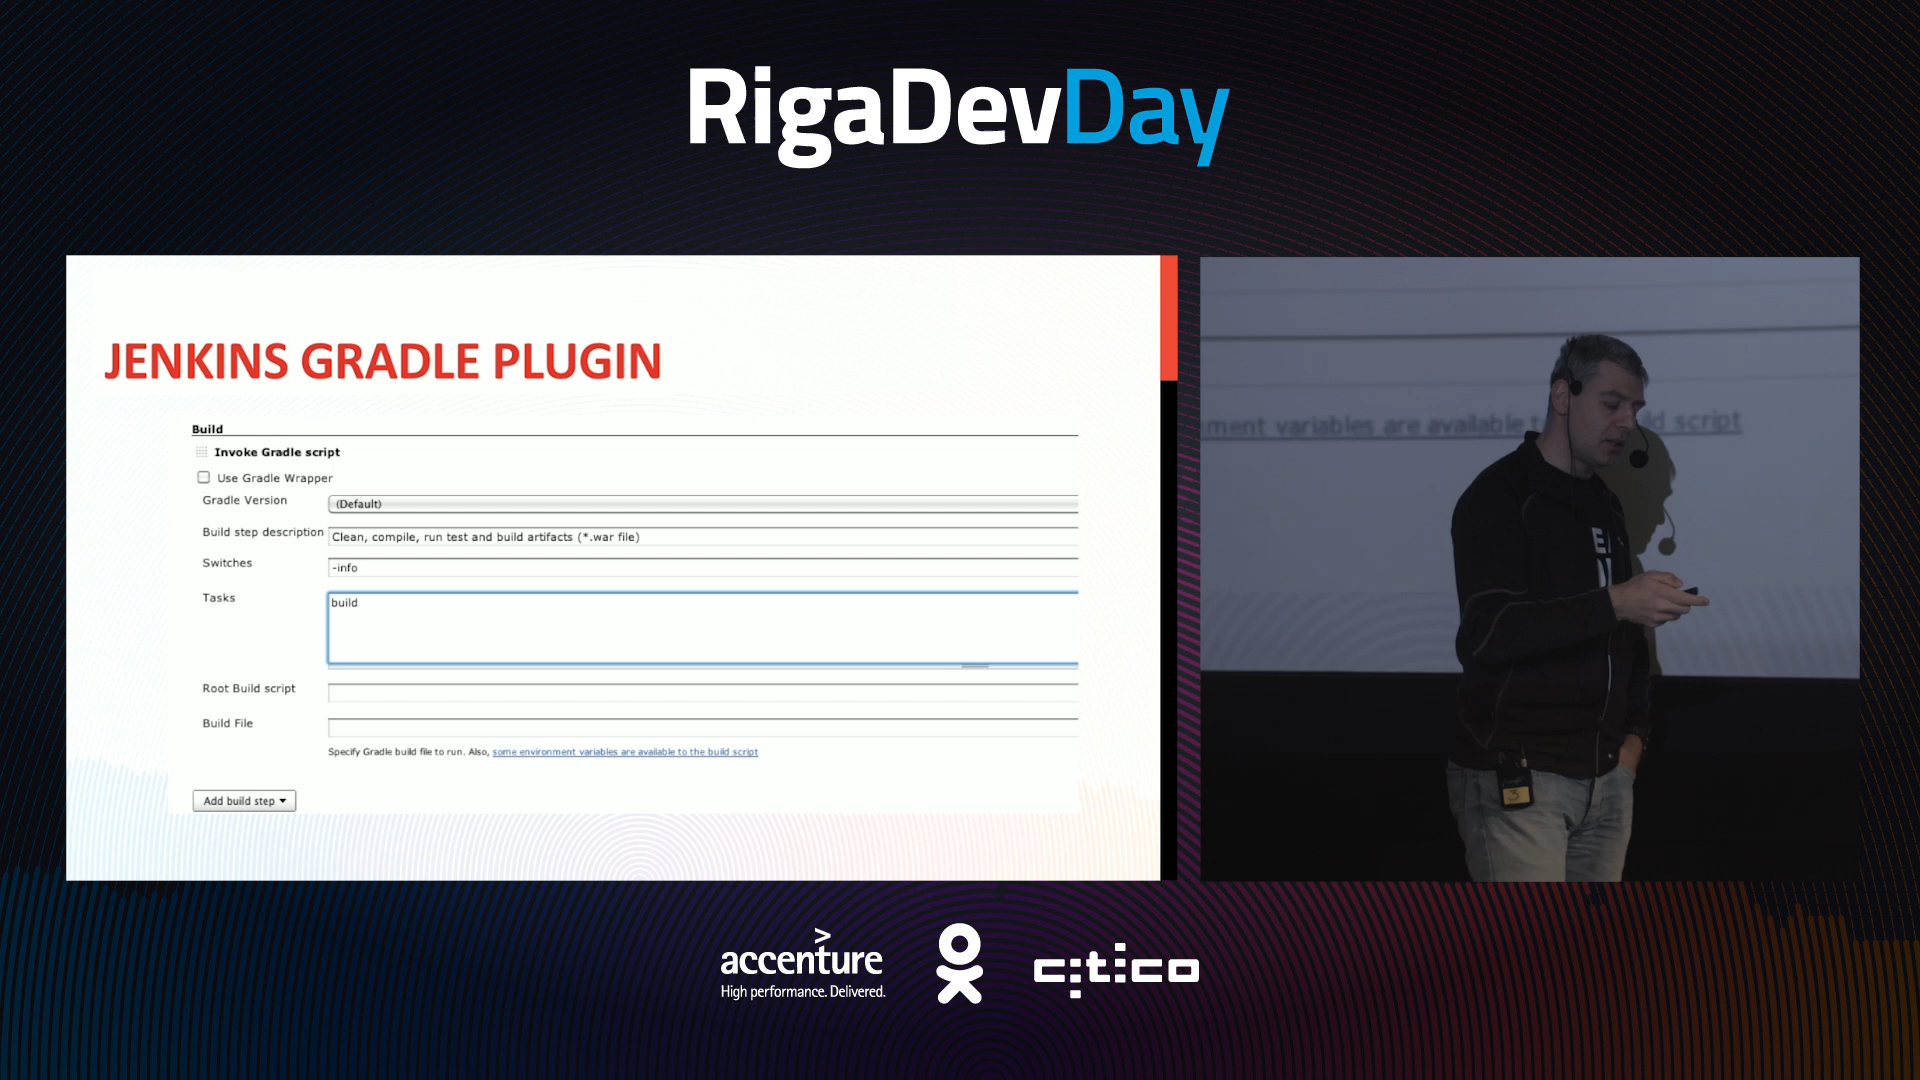 RigaDevDay
JENKINS GRADLE PLUGIN
Build
Invoke Gradle script
Use Gradle Wrapper
Gradle Version (Default)
Build step description Clean, compile, run test and build artifacts (*.war file)
Switches -info
Tasks build
Root Build script
Build File
Specify Gradle build file to run. Also, some environment variables are available to the build script
Add build step
ment variables are available t ld script
E
3
accenture
High performance. Delivered.
citico